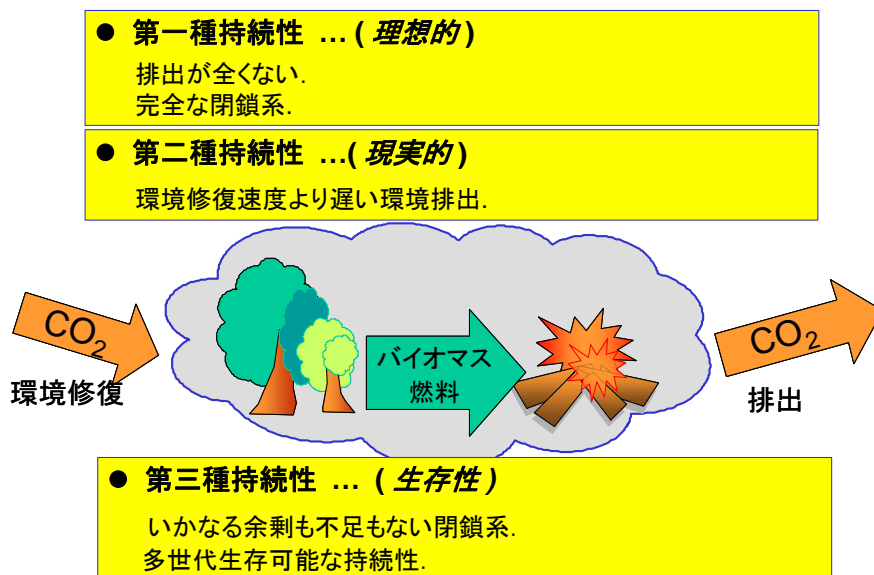 ● 第一種持続性 …( 理想的 )
排出が全くない.
完全な閉鎖系.
● 第二種持続性 …( 現実的 )
環境修復速度より遅い環境排出.
CO₂
環境修復
バイオマス
燃料
CO₂
排出
● 第三種持続性 … ( 生存性 )
いかなる余剰も不足もない閉鎖系.
多世代生存可能な持続性.